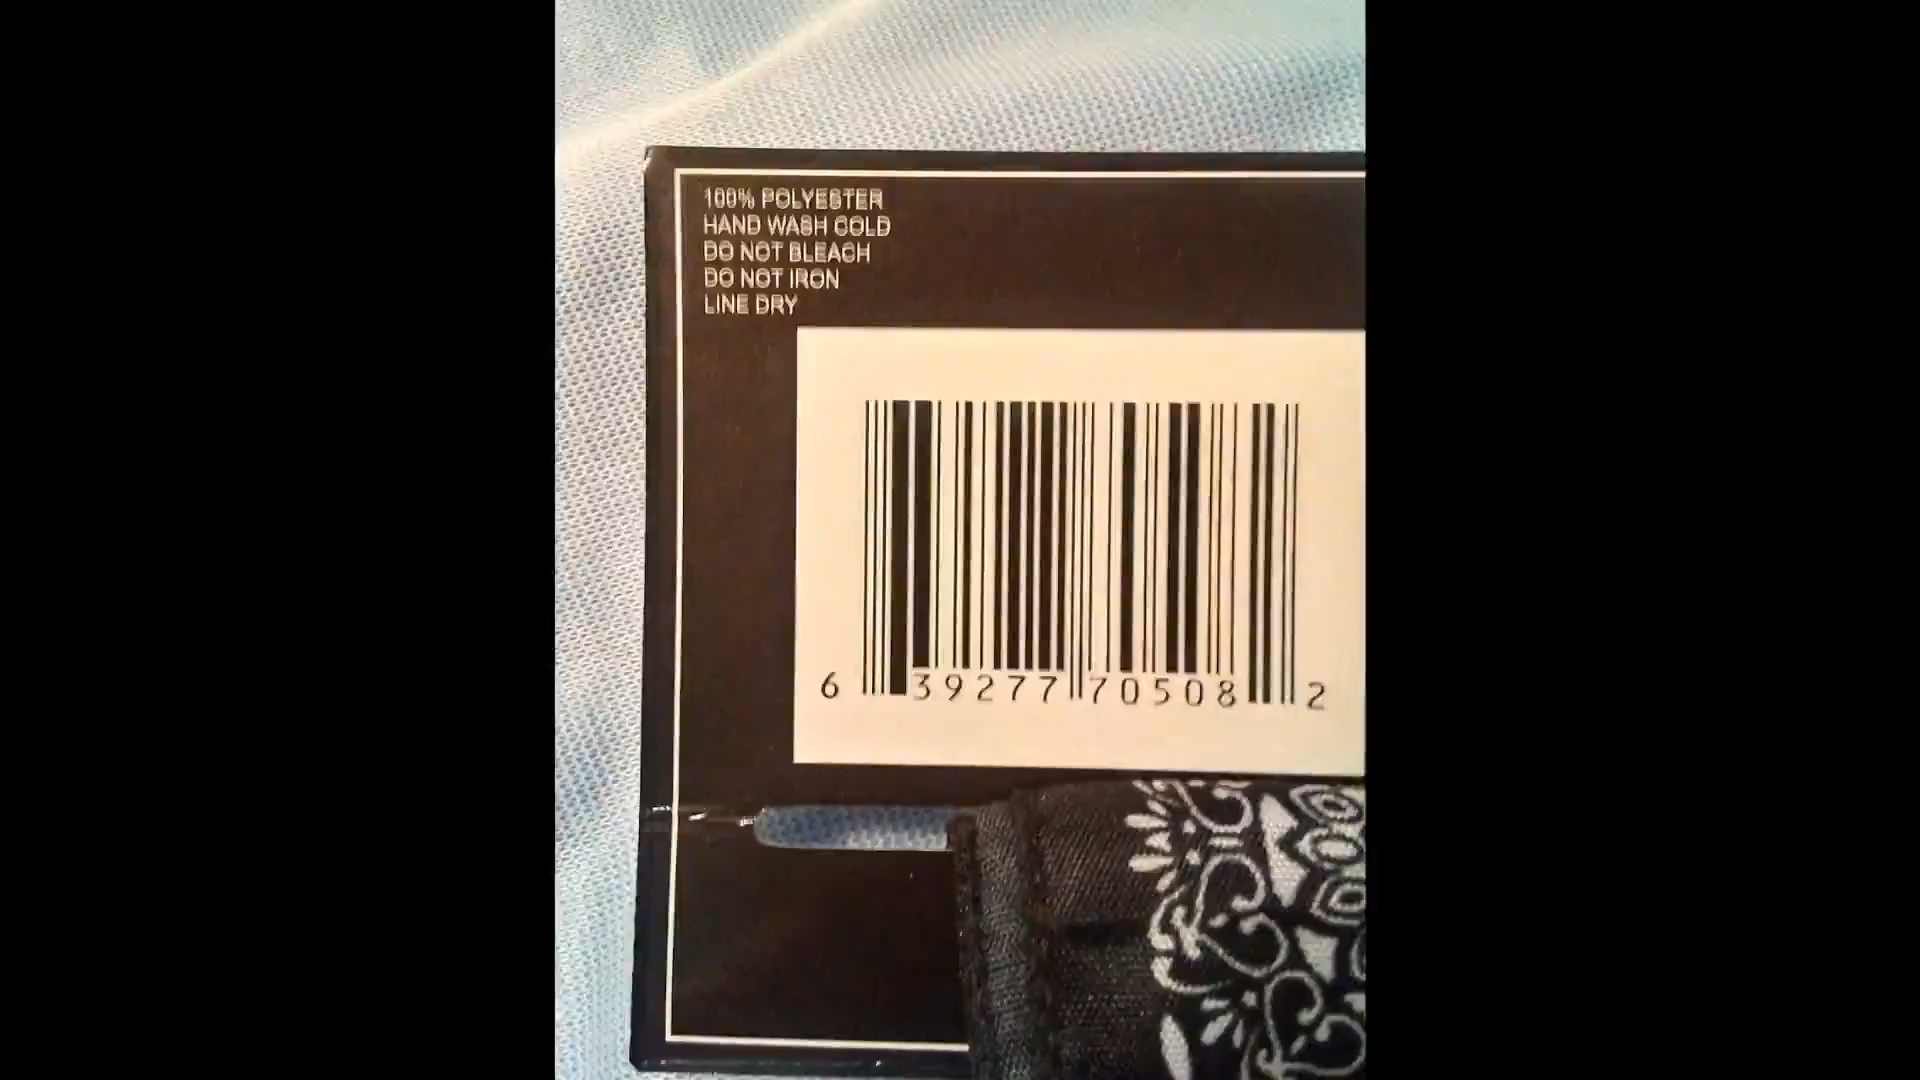 100% POLYESTER
HAND WASH COLD
DO NOT BLEACH
DO NOT IRON
LINE DRY
6 39277 70508 2